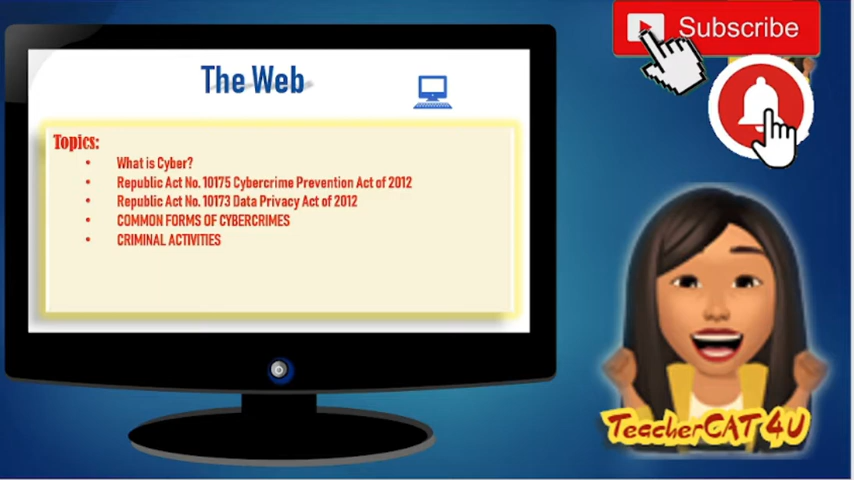 Subscribe
The Web
Topics:
• What is Cyber?
• Republic Act No. 10175 Cybercrime Prevention Act of 2012
• Republic Act No. 10173 Data Privacy Act of 2012
• COMMON FORMS OF CYBERCRIMES
• CRIMINAL ACTIVITIES
TeacherCAT 4U